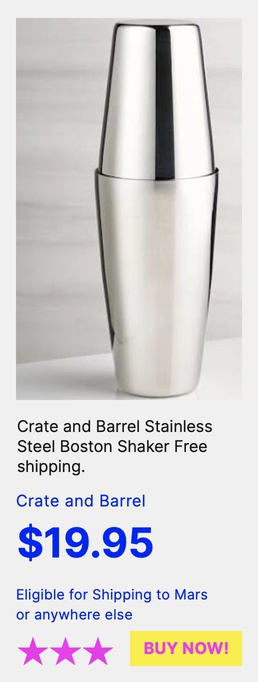 Crate and Barrel Stainless
Steel Boston Shaker Free
shipping.
Crate and Barrel
$19.95
Eligible for Shipping to Mars
or anywhere else
BUY NOW!